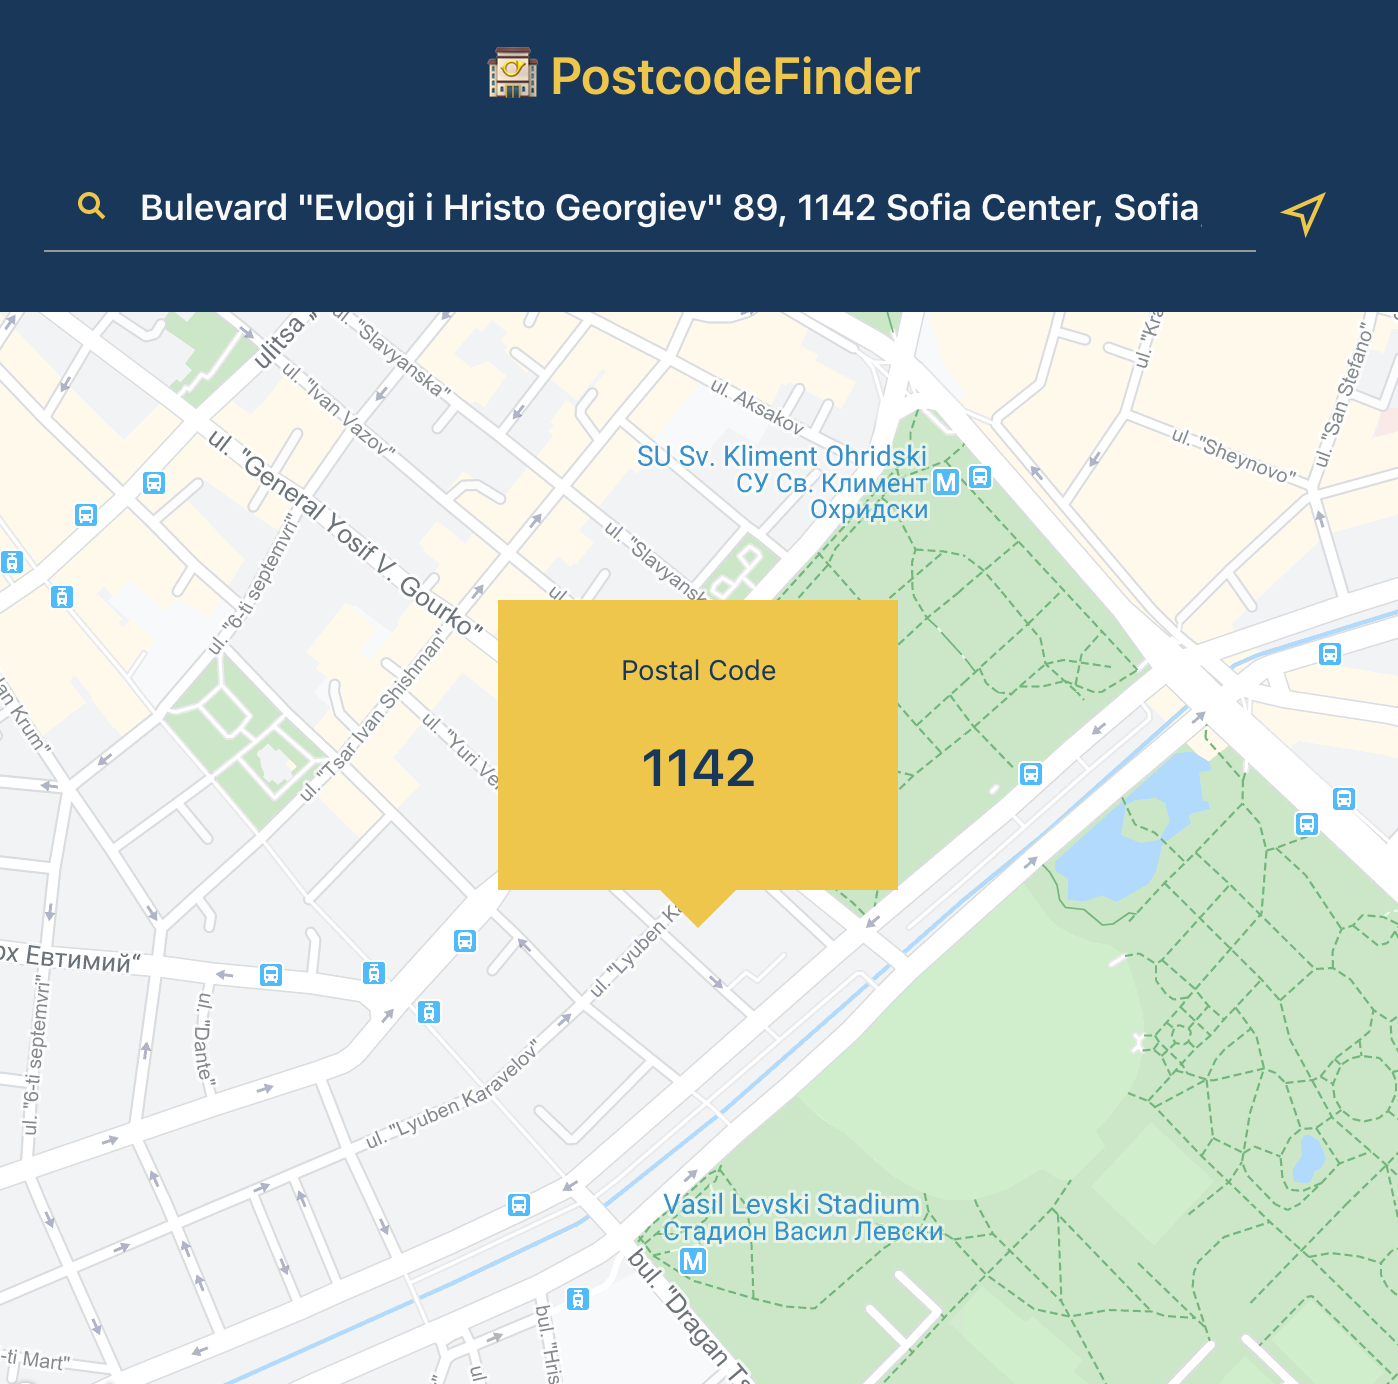 PostcodeFinder
Bulevard "Evlogi i Hristo Georgiev" 89, 1142 Sofia Center, Sofia
ulitsa "
ul. "Slavyanska"
ul. "Ivan Vazov"
ul. Aksakov
ul. "Kra
ul. "San Stefano"
ul. "Sheynovo"
ul. "General Yosif V. Gourko"
SU Sv. Kliment Ohridski
СУ Св. Климент
Охридски
M
ul. "Slavyansk
ul. "6-ti septemvri"
ul.
ul. "Tsar Ivan Shishman"
an Krum"
ul. "Yuri Ve
Postal Code
1142
ul. "Lyuben Ka
рх Евтимий“
ul. "6-ti septemvri"
ul. "Dante"
ul. "Lyuben Karavelov"
Vasil Levski Stadium
Стадион Васил Левски
M
bul. "Dragan Ts
bul. "Hris
-ti Mart"
ul.